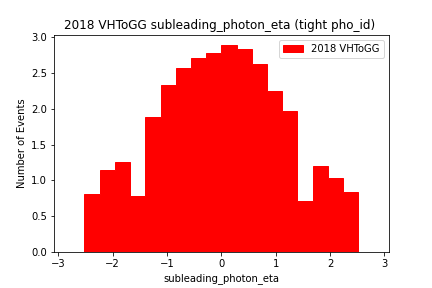 2018 VHToGG subleading_photon_eta (tight pho_id)
2018 VHToGG
Number of Events
3.0
2.5
2.0
1.5
1.0
0.5
0.0
−3 −2 −1 0 1 2 3
subleading_photon_eta